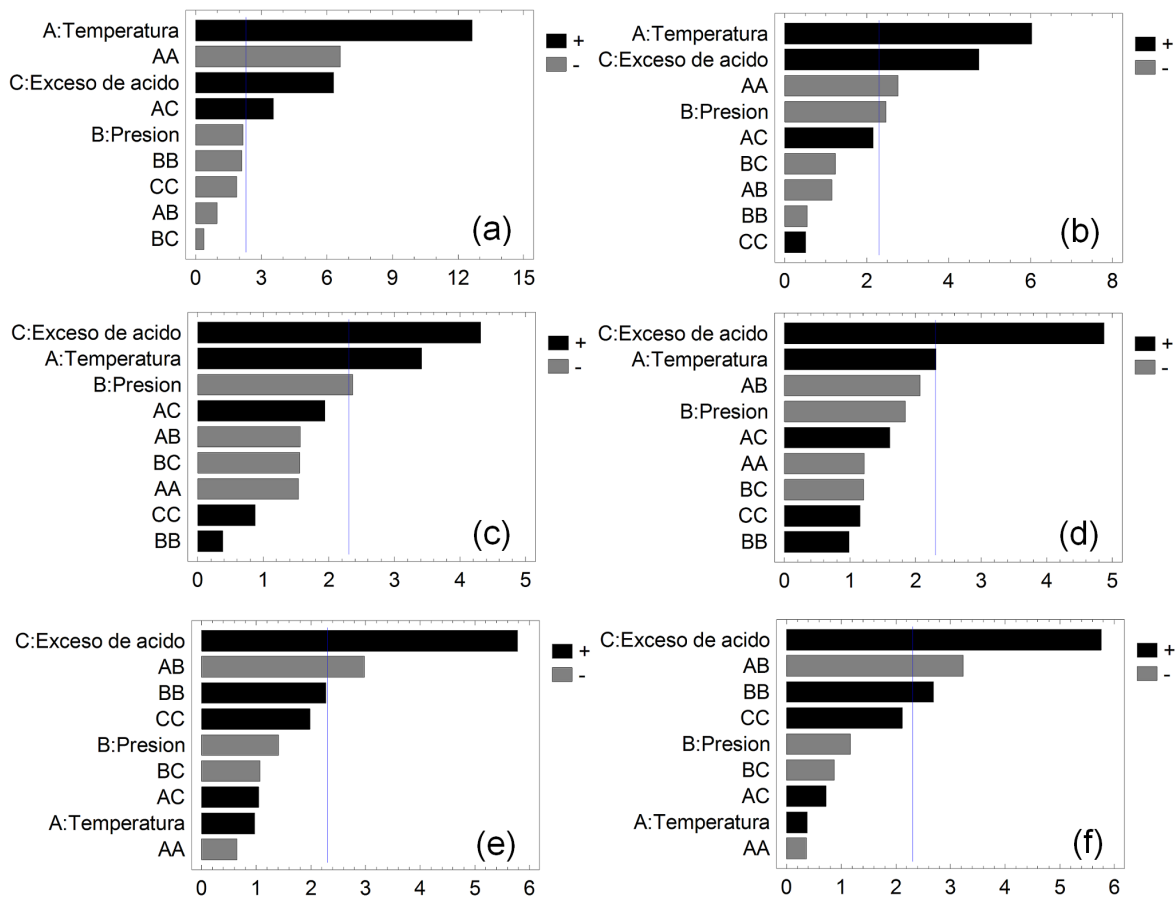 A:Temperatura
AA
C:Exceso de acido
AC
B:Presion
BB
CC
AB
BC
+
-
(a)
0 3 6 9 12 15
A:Temperatura
C:Exceso de acido
AA
B:Presion
AC
BC
AB
BB
CC
+
-
(b)
0 2 4 6 8
C:Exceso de acido
A:Temperatura
B:Presion
AC
AB
BC
AA
CC
BB
+
-
(c)
0 1 2 3 4 5
C:Exceso de acido
A:Temperatura
AB
B:Presion
AC
AA
BC
CC
BB
+
-
(d)
0 1 2 3 4 5
C:Exceso de acido
AB
BB
CC
B:Presion
BC
AC
A:Temperatura
AA
+
-
(e)
0 1 2 3 4 5 6
C:Exceso de acido
AB
BB
CC
B:Presion
BC
AC
A:Temperatura
AA
+
-
(f)
0 1 2 3 4 5 6